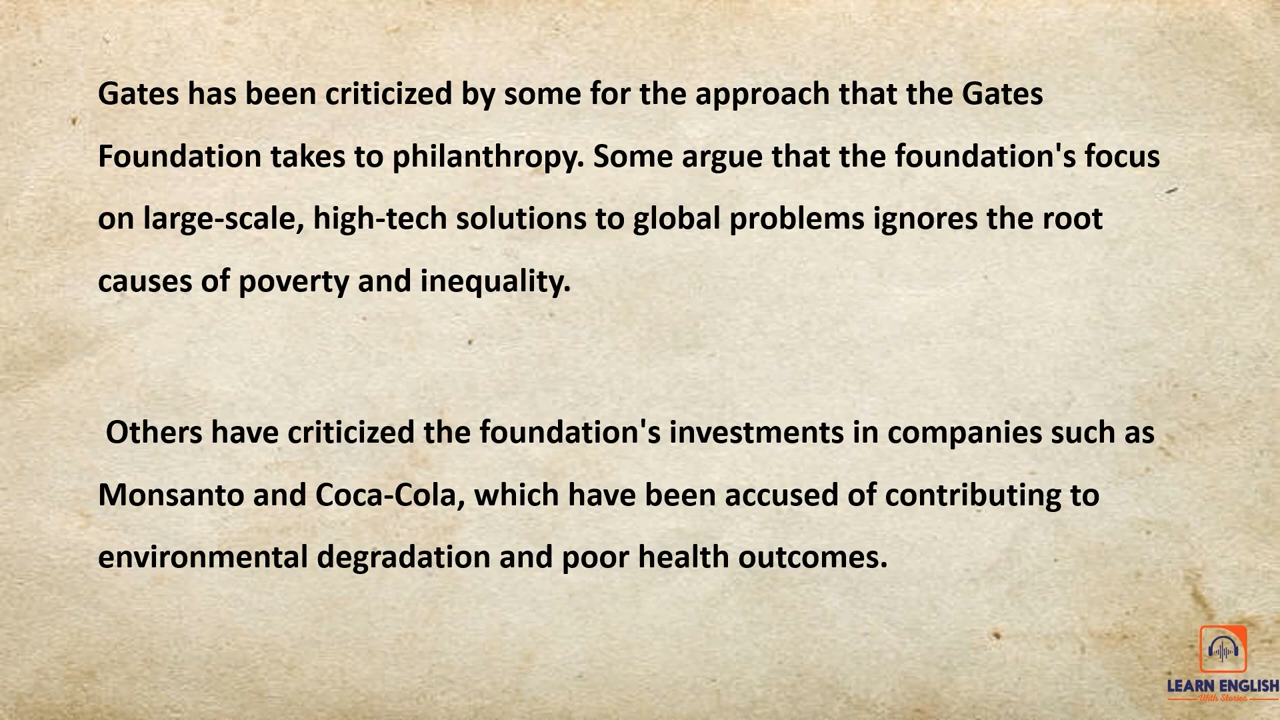 Gates has been criticized by some for the approach that the Gates
Foundation takes to philanthropy. Some argue that the foundation's focus
on large-scale, high-tech solutions to global problems ignores the root
causes of poverty and inequality.
Others have criticized the foundation's investments in companies such as
Monsanto and Coca-Cola, which have been accused of contributing to
environmental degradation and poor health outcomes.
LEARN ENGLISH
With Stories